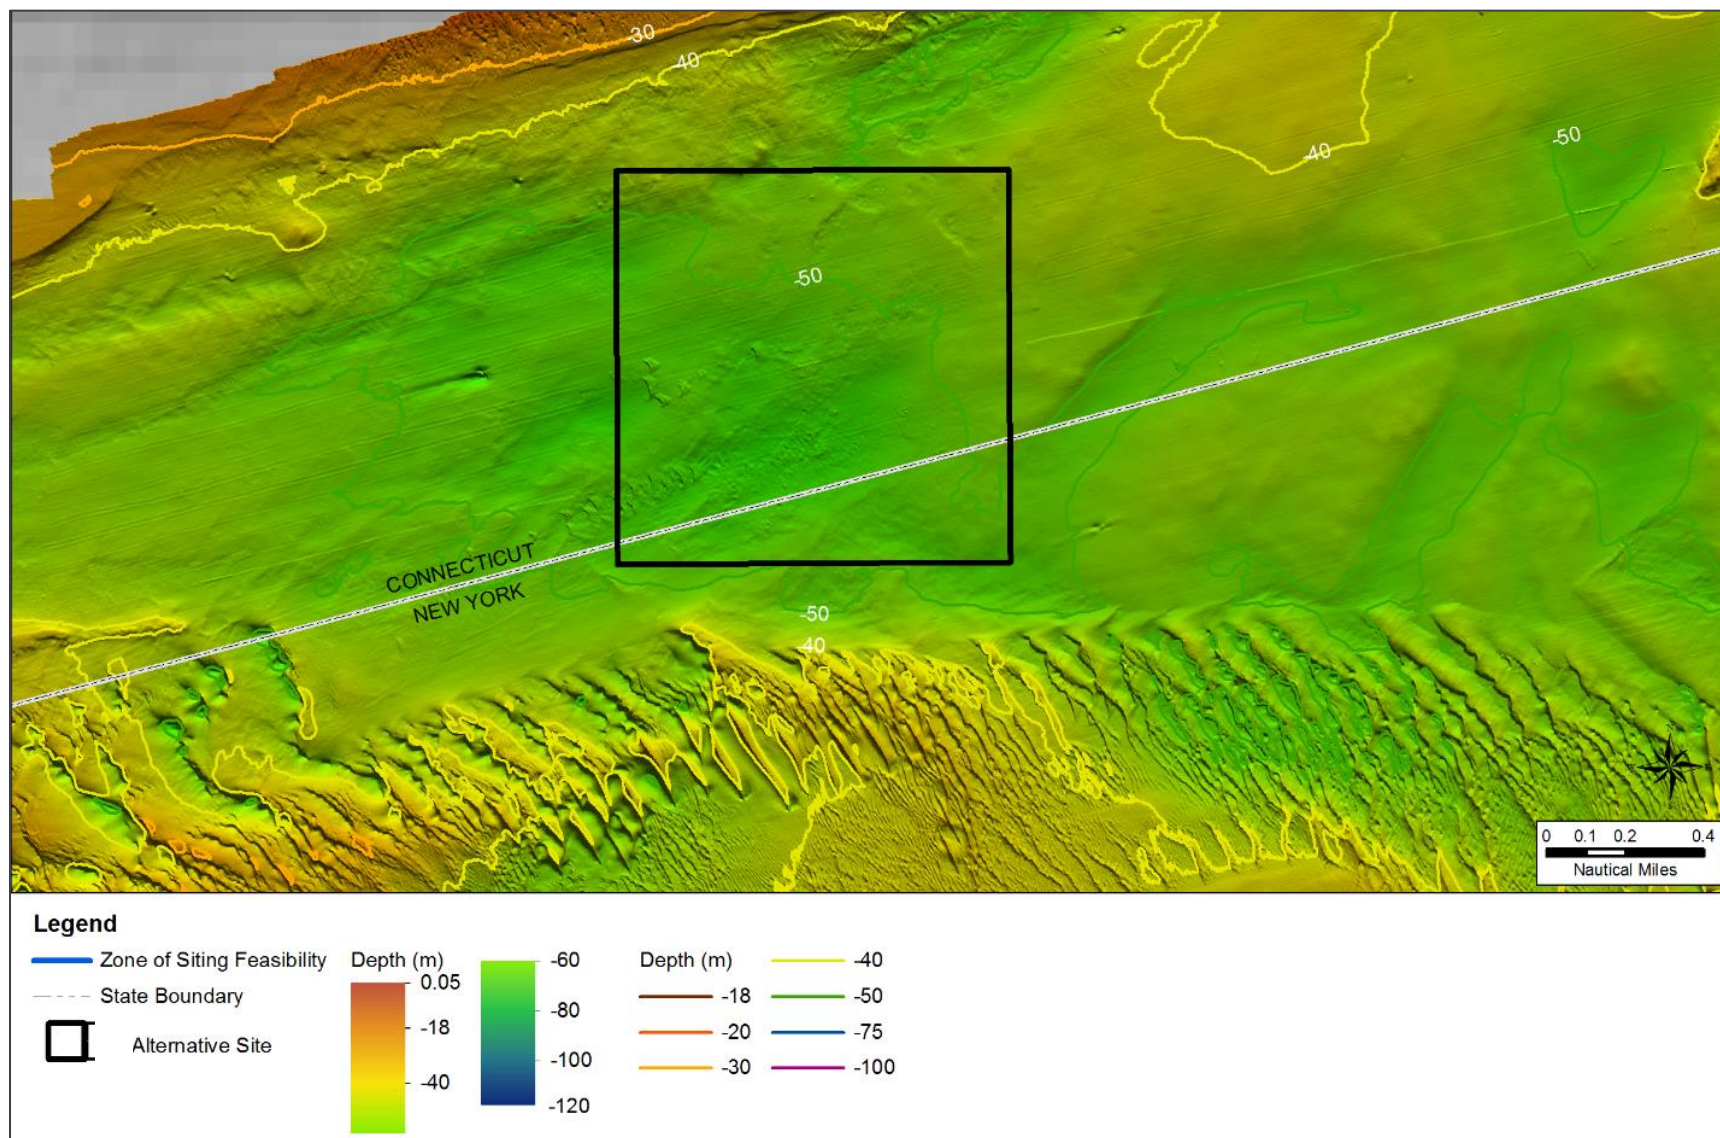 -30
-40
-50
-40
-50
CONNECTICUT
NEW YORK
-50
-40
W E
0 0.1 0.2 0.4
Nautical Miles
Legend
Zone of Siting Feasibility
State Boundary
Alternative Site
Depth (m)
0.05
-18
-40
-60
-80
-100
-120
Depth (m)
-18
-20
-30
-40
-50
-75
-100